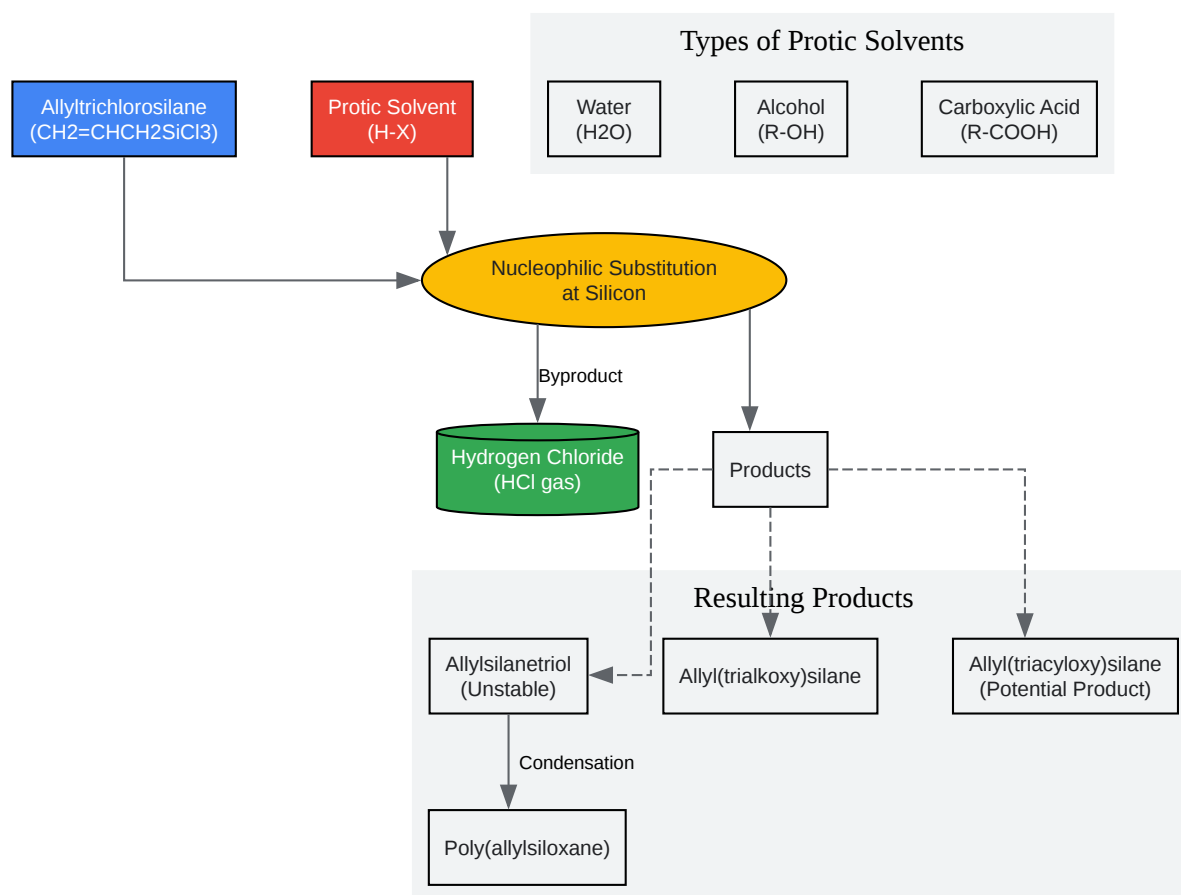 Types of Protic Solvents
Allyltrichlorosilane
(CH2=CHCH2SiCl3)
Protic Solvent
(H-X)
Water
(H2O)
Alcohol
(R-OH)
Carboxylic Acid
(R-COOH)
Nucleophilic Substitution
at Silicon
Byproduct
Hydrogen Chloride
(HCl gas)
Products
Resulting Products
Allylsilanetriol
(Unstable)
Allyl(trialkoxy)silane
Allyl(triacyloxy)silane
(Potential Product)
Condensation
Poly(allylsiloxane)